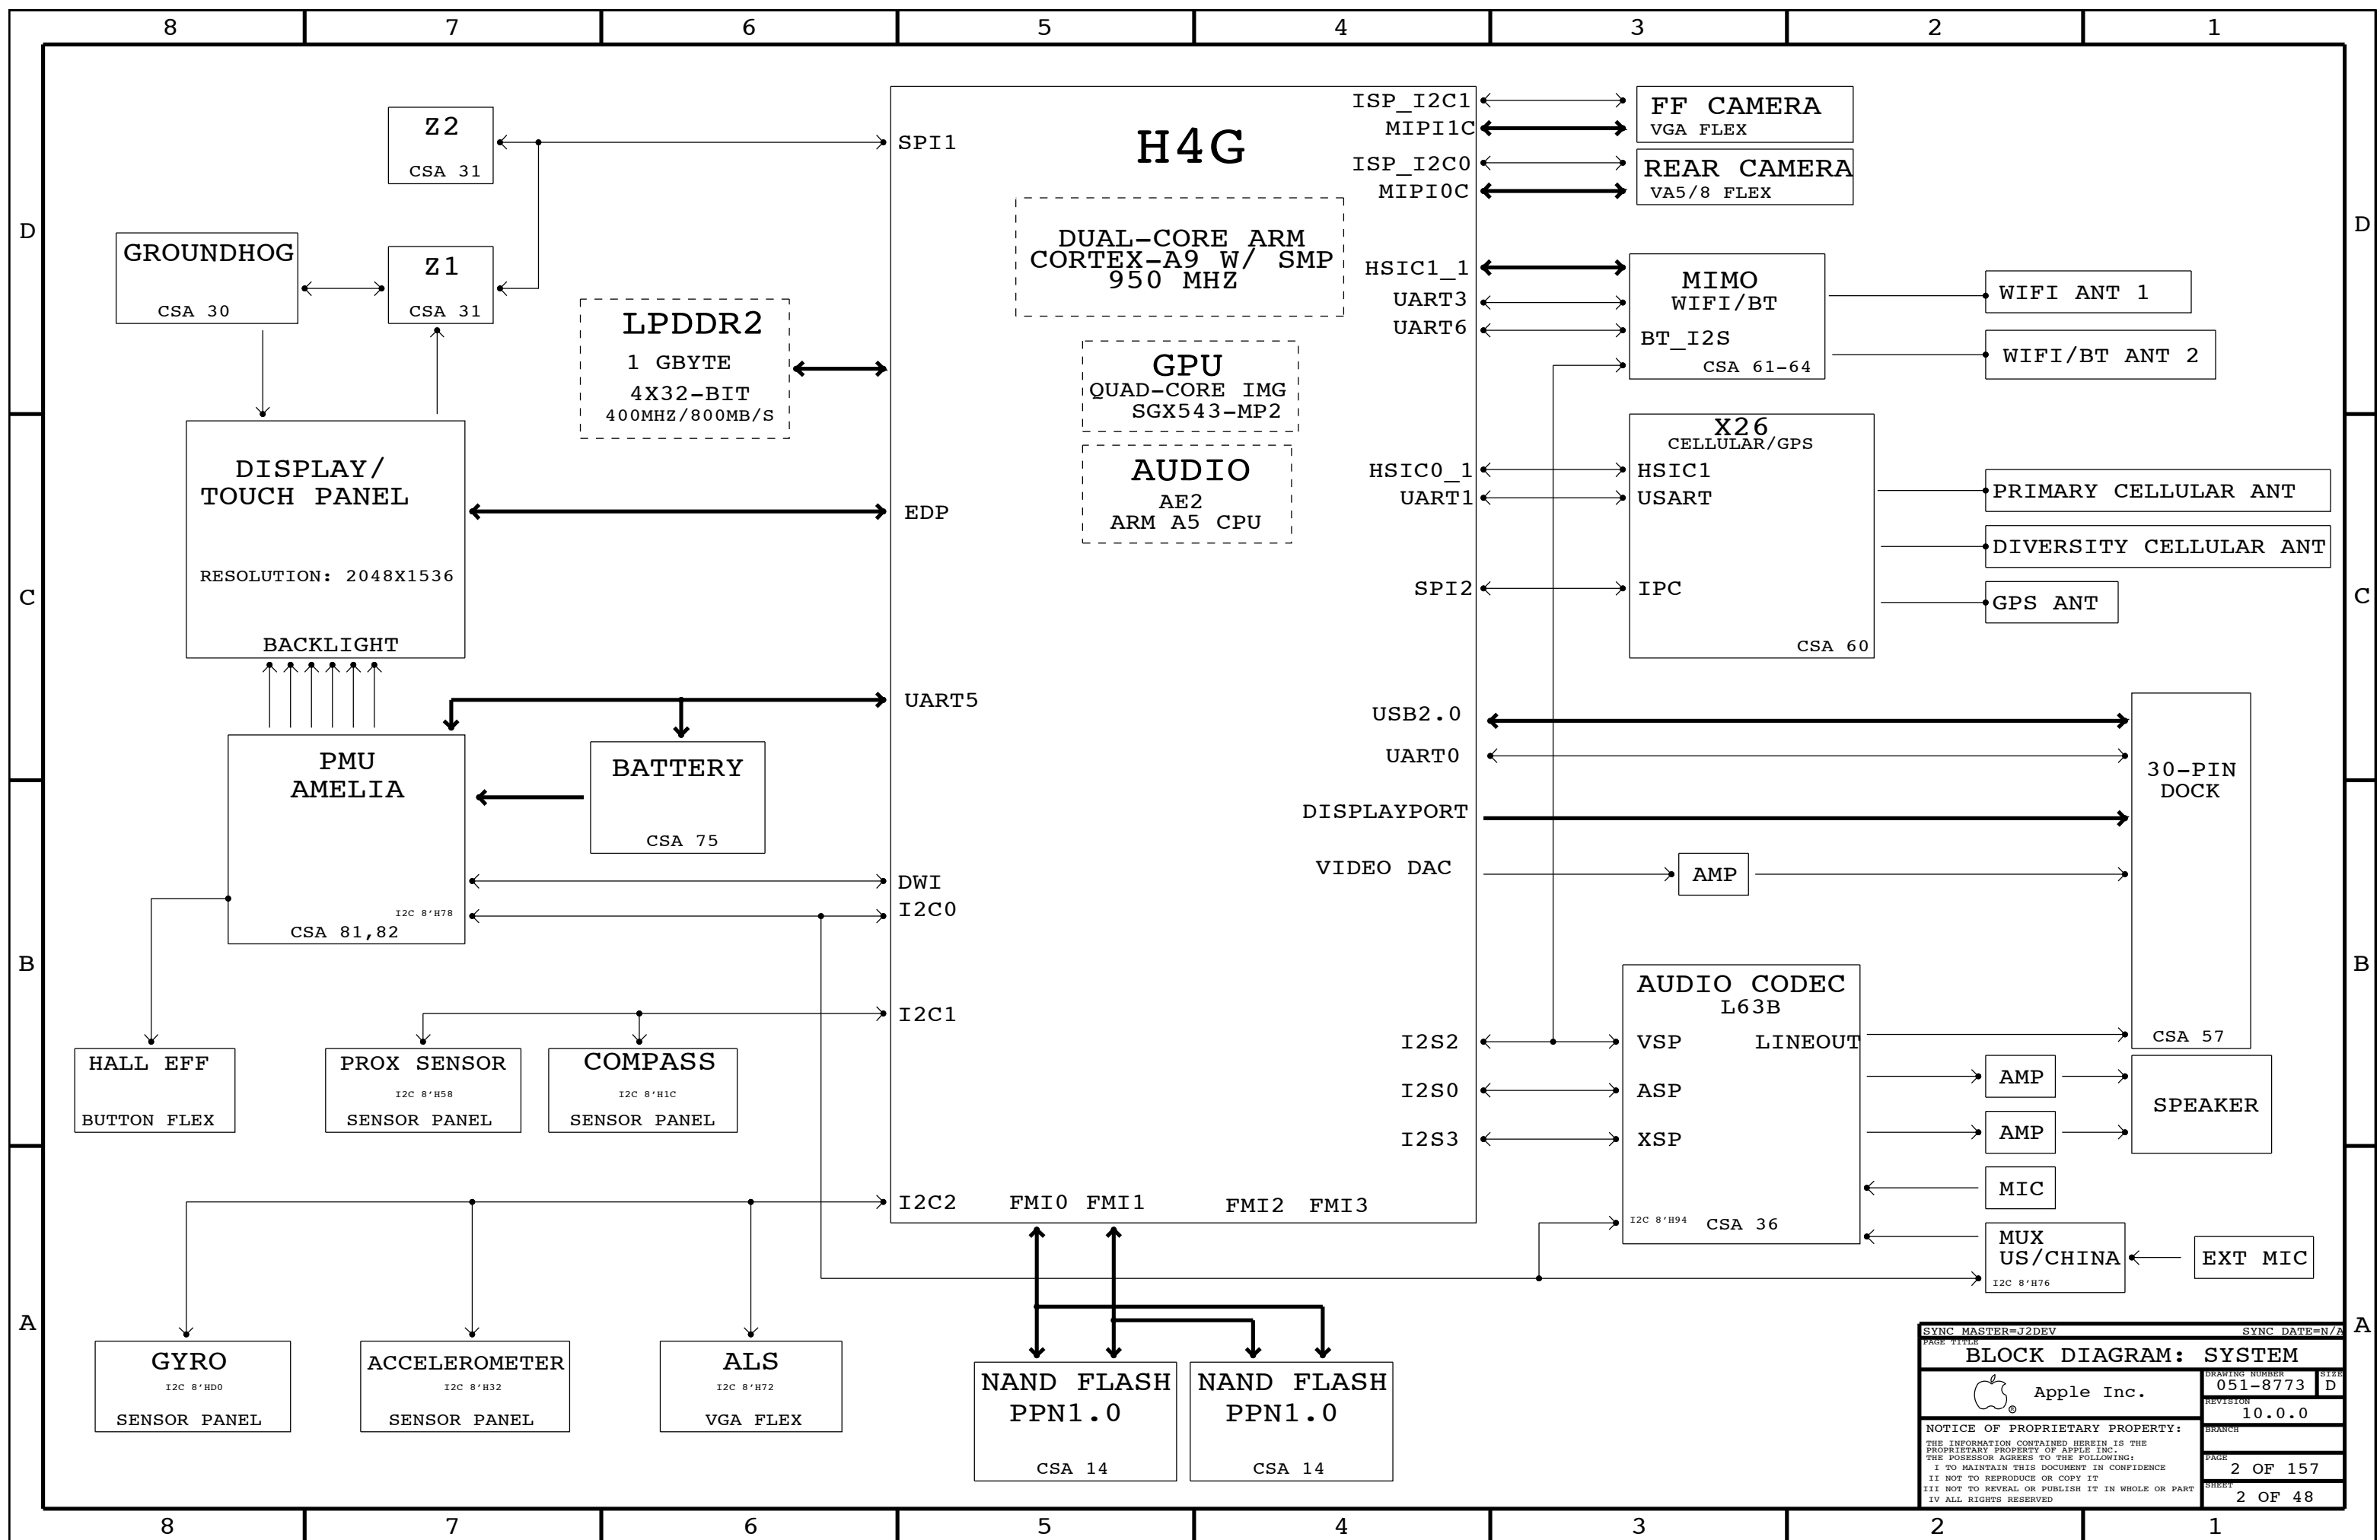 8 7 6 5 4 3 2 1
D
C
B
A
D
C
B
A
Z2
CSA 31
GROUNDHOG
CSA 30
Z1
CSA 31
LPDDR2
1 GBYTE
4X32-BIT
400MHZ/800MB/S
DISPLAY/
TOUCH PANEL
RESOLUTION: 2048X1536
BACKLIGHT
PMU
AMELIA
I2C 8'H78
CSA 81,82
BATTERY
CSA 75
HALL EFF
BUTTON FLEX
PROX SENSOR
I2C 8'H58
SENSOR PANEL
COMPASS
I2C 8'H1C
SENSOR PANEL
GYRO
I2C 8'HD0
SENSOR PANEL
ACCELEROMETER
I2C 8'H32
SENSOR PANEL
ALS
I2C 8'H72
VGA FLEX
H4G
DUAL-CORE ARM
CORTEX-A9 W/ SMP
950 MHZ
GPU
QUAD-CORE IMG
SGX543-MP2
AUDIO
AE2
ARM A5 CPU
SPI1
EDP
UART5
DWI
I2C0
I2C1
I2C2
FMI0 FMI1 FMI2 FMI3
ISP_I2C1
MIPI1C
ISP_I2C0
MIPI0C
HSIC1_1
UART3
UART6
HSIC0_1
UART1
SPI2
USB2.0
UART0
DISPLAYPORT
VIDEO DAC
I2S2
I2S0
I2S3
NAND FLASH
PPN1.0
CSA 14
NAND FLASH
PPN1.0
CSA 14
FF CAMERA
VGA FLEX
REAR CAMERA
VA5/8 FLEX
MIMO
WIFI/BT
BT_I2S
CSA 61-64
WIFI ANT 1
WIFI/BT ANT 2
X26
CELLULAR/GPS
HSIC1
USART
IPC
CSA 60
PRIMARY CELLULAR ANT
DIVERSITY CELLULAR ANT
GPS ANT
30-PIN
DOCK
CSA 57
AMP
AUDIO CODEC
L63B
VSP LINEOUT
ASP
XSP
I2C 8'H94 CSA 36
AMP
AMP
SPEAKER
MIC
MUX
US/CHINA
I2C 8'H76
EXT MIC
SYNC MASTER=J2DEV SYNC DATE=N/A
PAGE TITLE
BLOCK DIAGRAM: SYSTEM
Apple Inc.
®
DRAWING NUMBER
051-8773
SIZE
D
REVISION
10.0.0
BRANCH
PAGE
2 OF 157
SHEET
2 OF 48
NOTICE OF PROPRIETARY PROPERTY:
THE INFORMATION CONTAINED HEREIN IS THE
PROPRIETARY PROPERTY OF APPLE INC.
THE POSESSOR AGREES TO THE FOLLOWING:
I TO MAINTAIN THIS DOCUMENT IN CONFIDENCE
II NOT TO REPRODUCE OR COPY IT
III NOT TO REVEAL OR PUBLISH IT IN WHOLE OR PART
IV ALL RIGHTS RESERVED
8 7 6 5 4 3 2 1